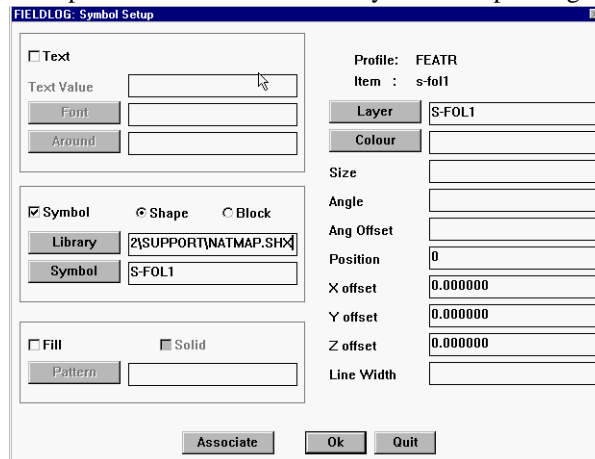 FIELDLOG: Symbol Setup
Text
Text Value
Font
Around
Symbol
Shape
Block
Library
2\SUPPORT\NATMAP.SHX
Symbol
S-FOL1
Fill
Solid
Pattern
Profile: FEATR
Item : s-fol1
Layer
S-FOL1
Colour
Size
Angle
Ang Offset
Position
0
X offset
0.000000
Y offset
0.000000
Z offset
0.000000
Line Width
Associate
Ok
Quit